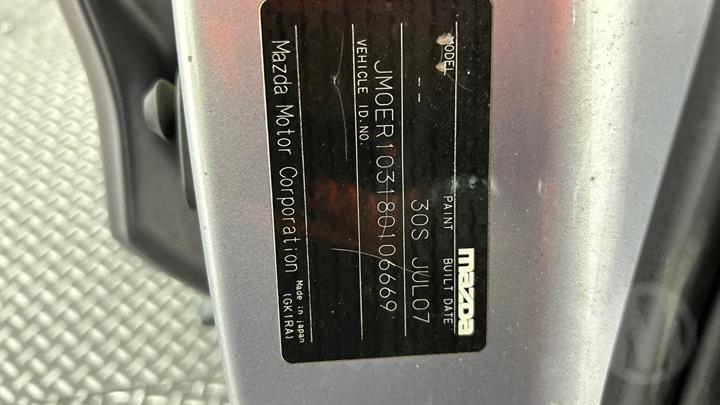 mazda
MODEL PAINT BUILT DATE
-- 30S JUL07
JM0ER103180106669
VEHICLE ID.NO.
Mazda Motor Corporation Made in Japan
(GK1RA)